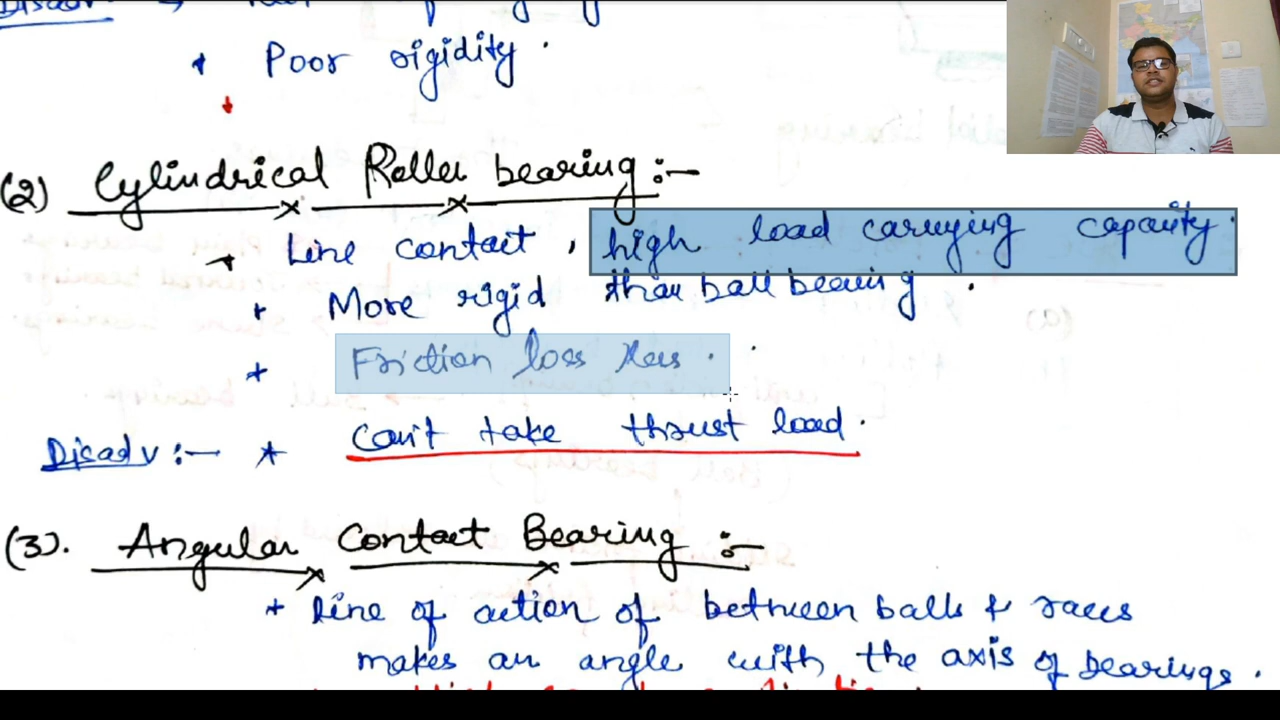 Disadv
* Poor rigidity.
(2) Cylindrical Roller bearing :-
* Line contact, high load carrying capacity.
* More rigid than ball bearing.
* Friction loss less.
Disadv :- * Can't take thrust load.
(3). Angular Contact Bearing :-
* Line of action of between balls & races
makes an angle with the axis of bearings.